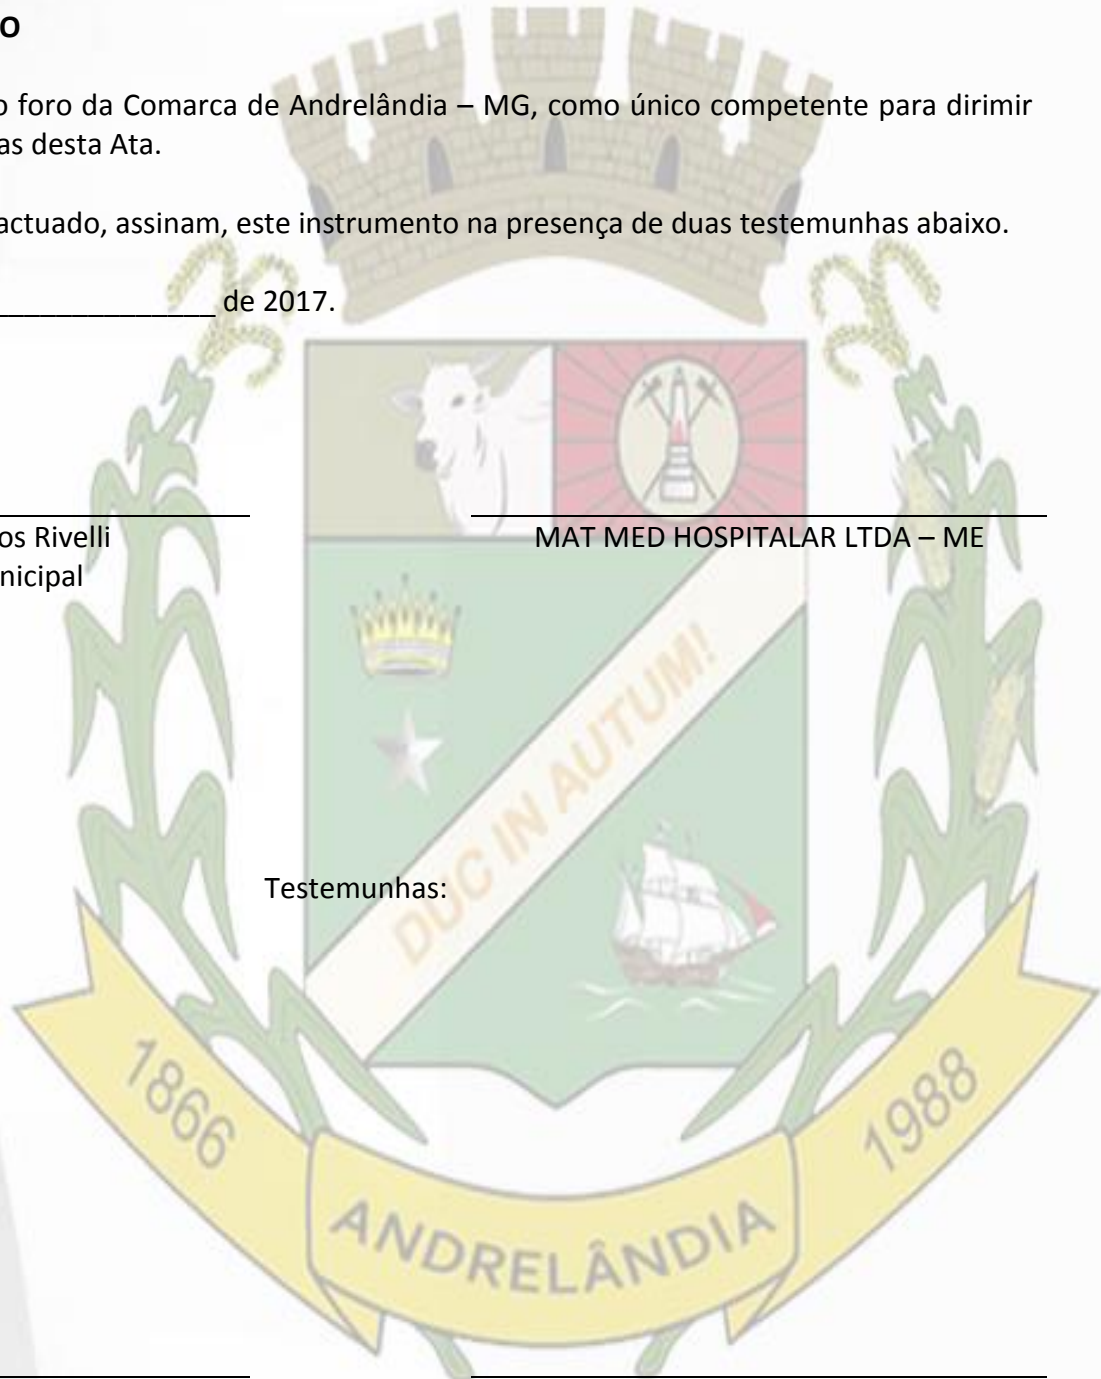 O
o foro da Comarca de Andrelândia – MG, como único competente para dirimir
as desta Ata.
actuado, assinam, este instrumento na presença de duas testemunhas abaixo.
_______________ de 2017.
os Rivelli
MAT MED HOSPITALAR LTDA – ME
nicipal
DUC IN AUTUM!
Testemunhas:
1866
1988
ANDRELÂNDIA